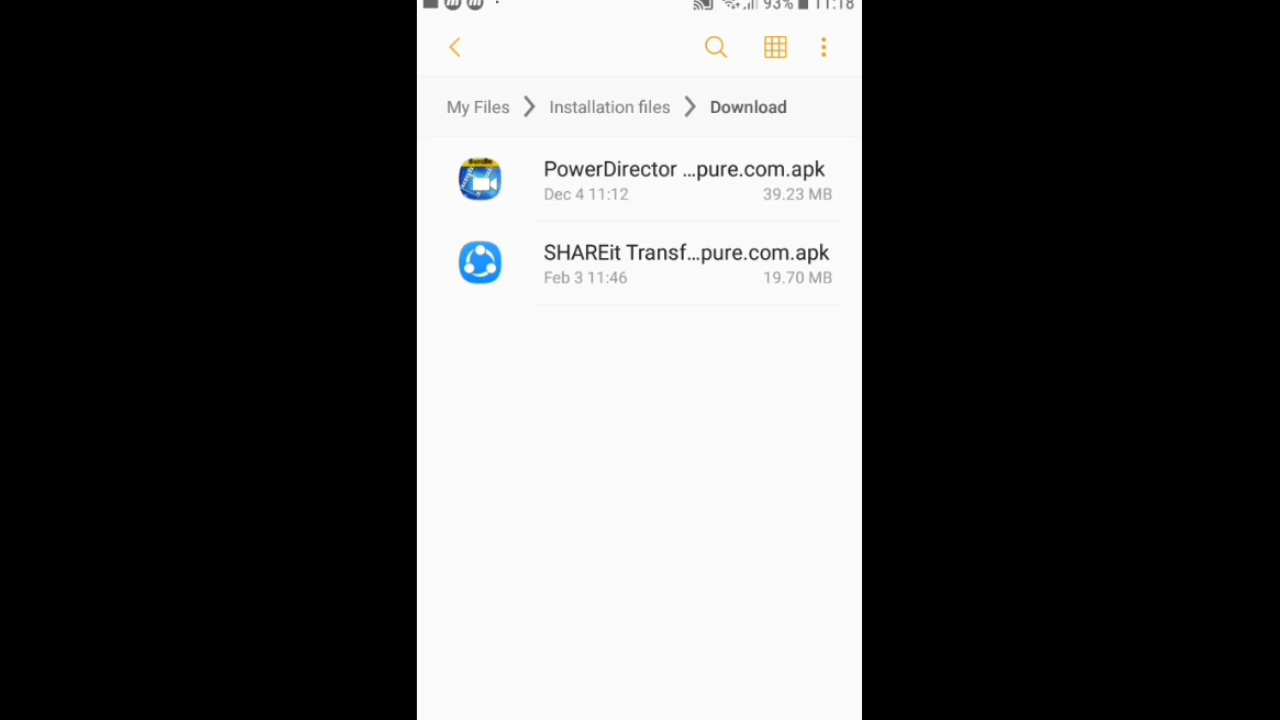 93% 11:18
My Files Installation files Download
PowerDirector ...pure.com.apk
Dec 4 11:12 39.23 MB
SHAREit Transf...pure.com.apk
Feb 3 11:46 19.70 MB